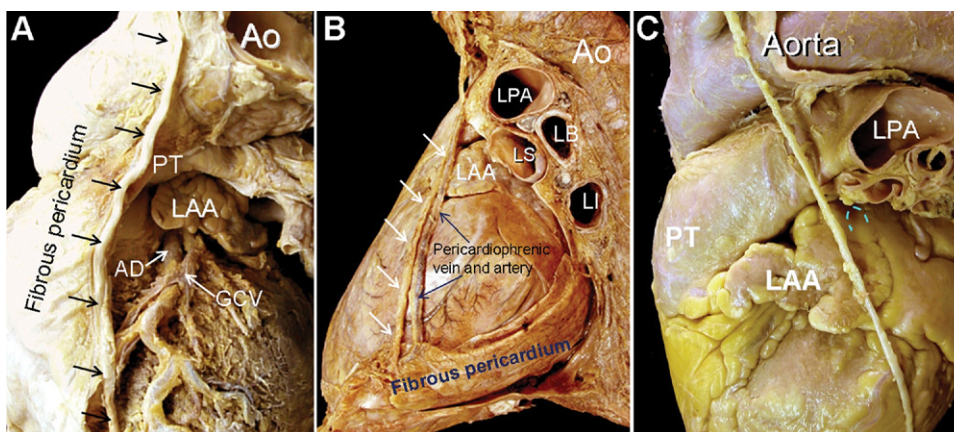 A
Ao
Fibrous pericardium
PT
LAA
AD
GCV
B
Ao
LPA
LB
LS
LAA
LI
Pericardiophrenic
vein and artery
Fibrous pericardium
C
Aorta
LPA
PT
LAA